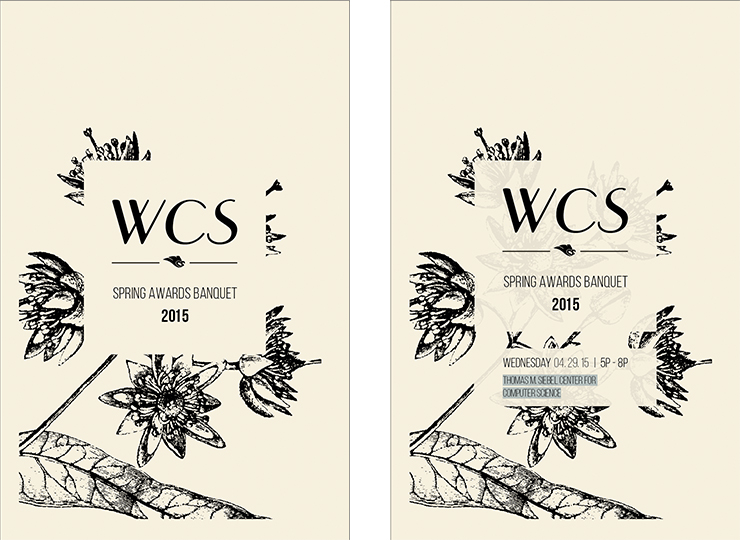 WCS
SPRING AWARDS BANQUET
2015
WCS
SPRING AWARDS BANQUET
2015
WEDNESDAY 04.29.15 | 5P - 8P
THOMAS M. SIEBEL CENTER FOR
COMPUTER SCIENCE